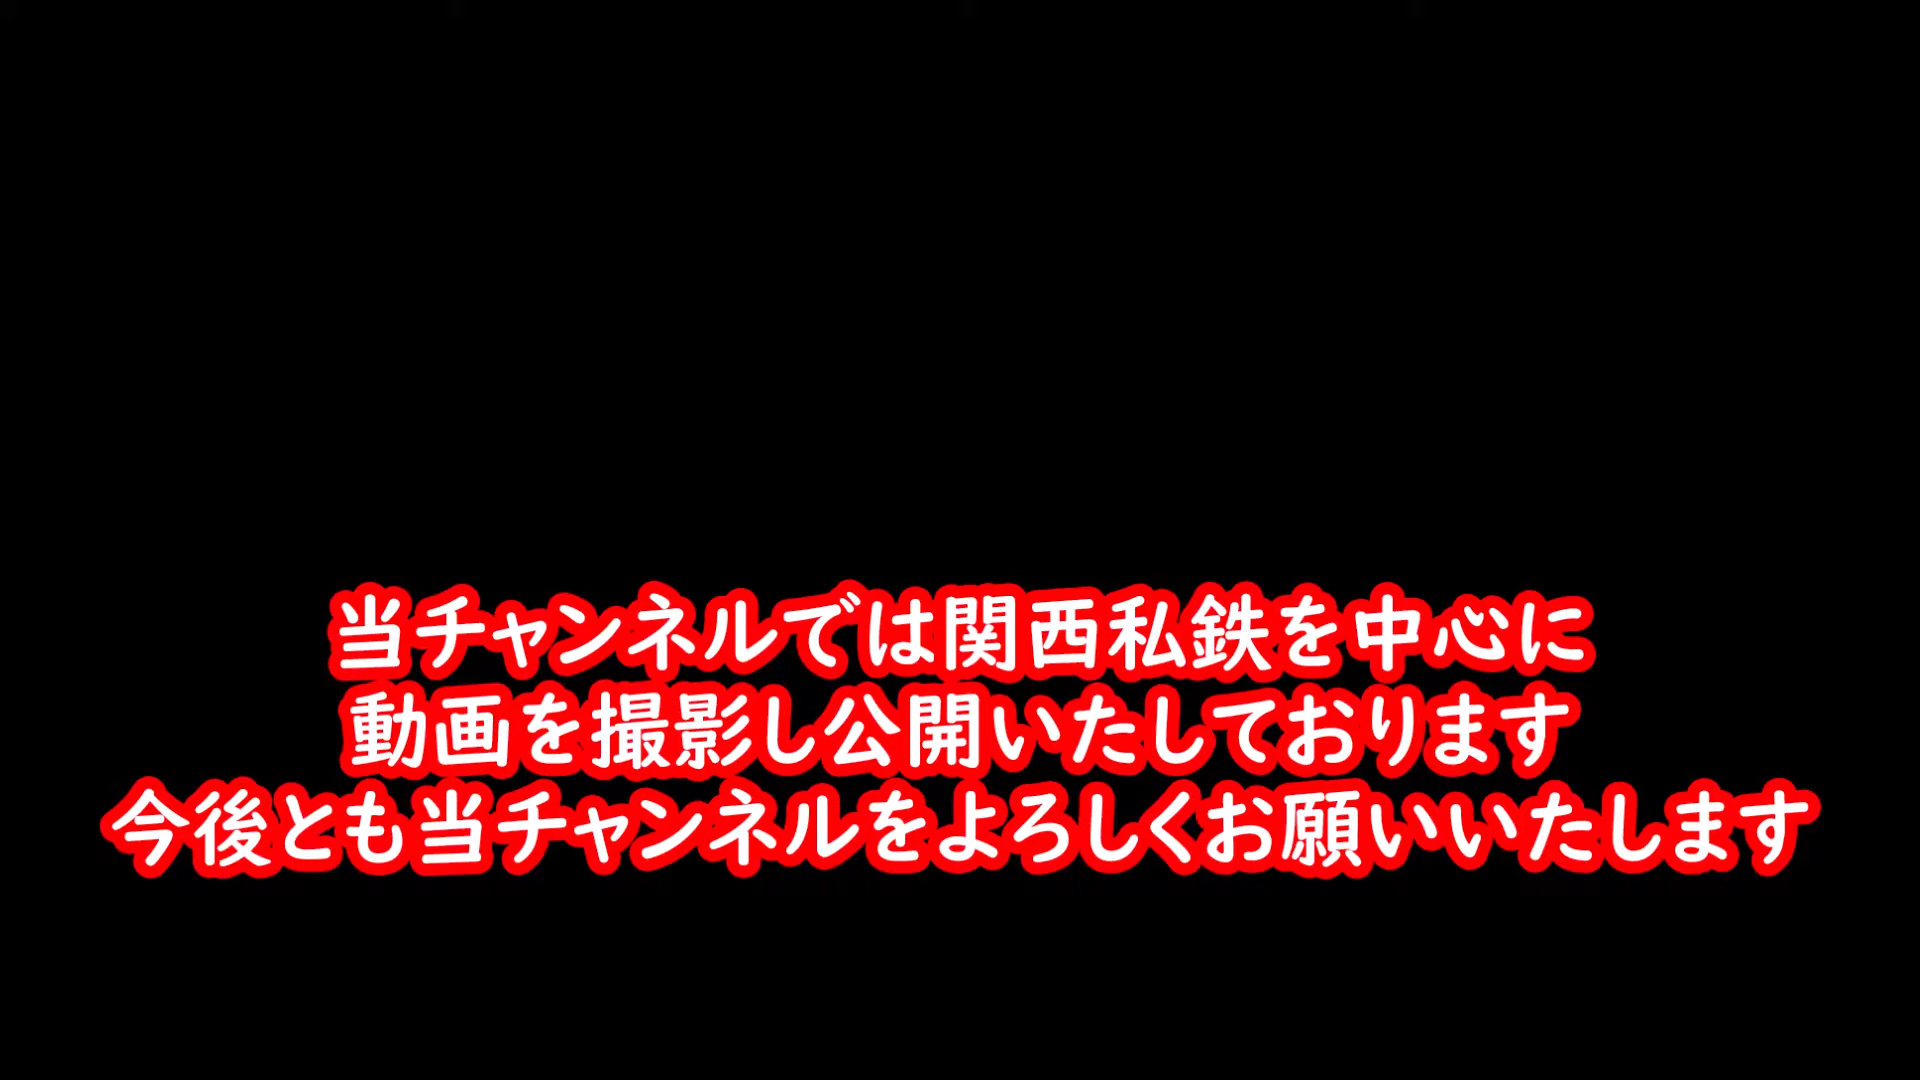 当チャンネルでは関西私鉄を中心に
動画を撮影し公開いたしております
今後とも当チャンネルをよろしくお願いいたします